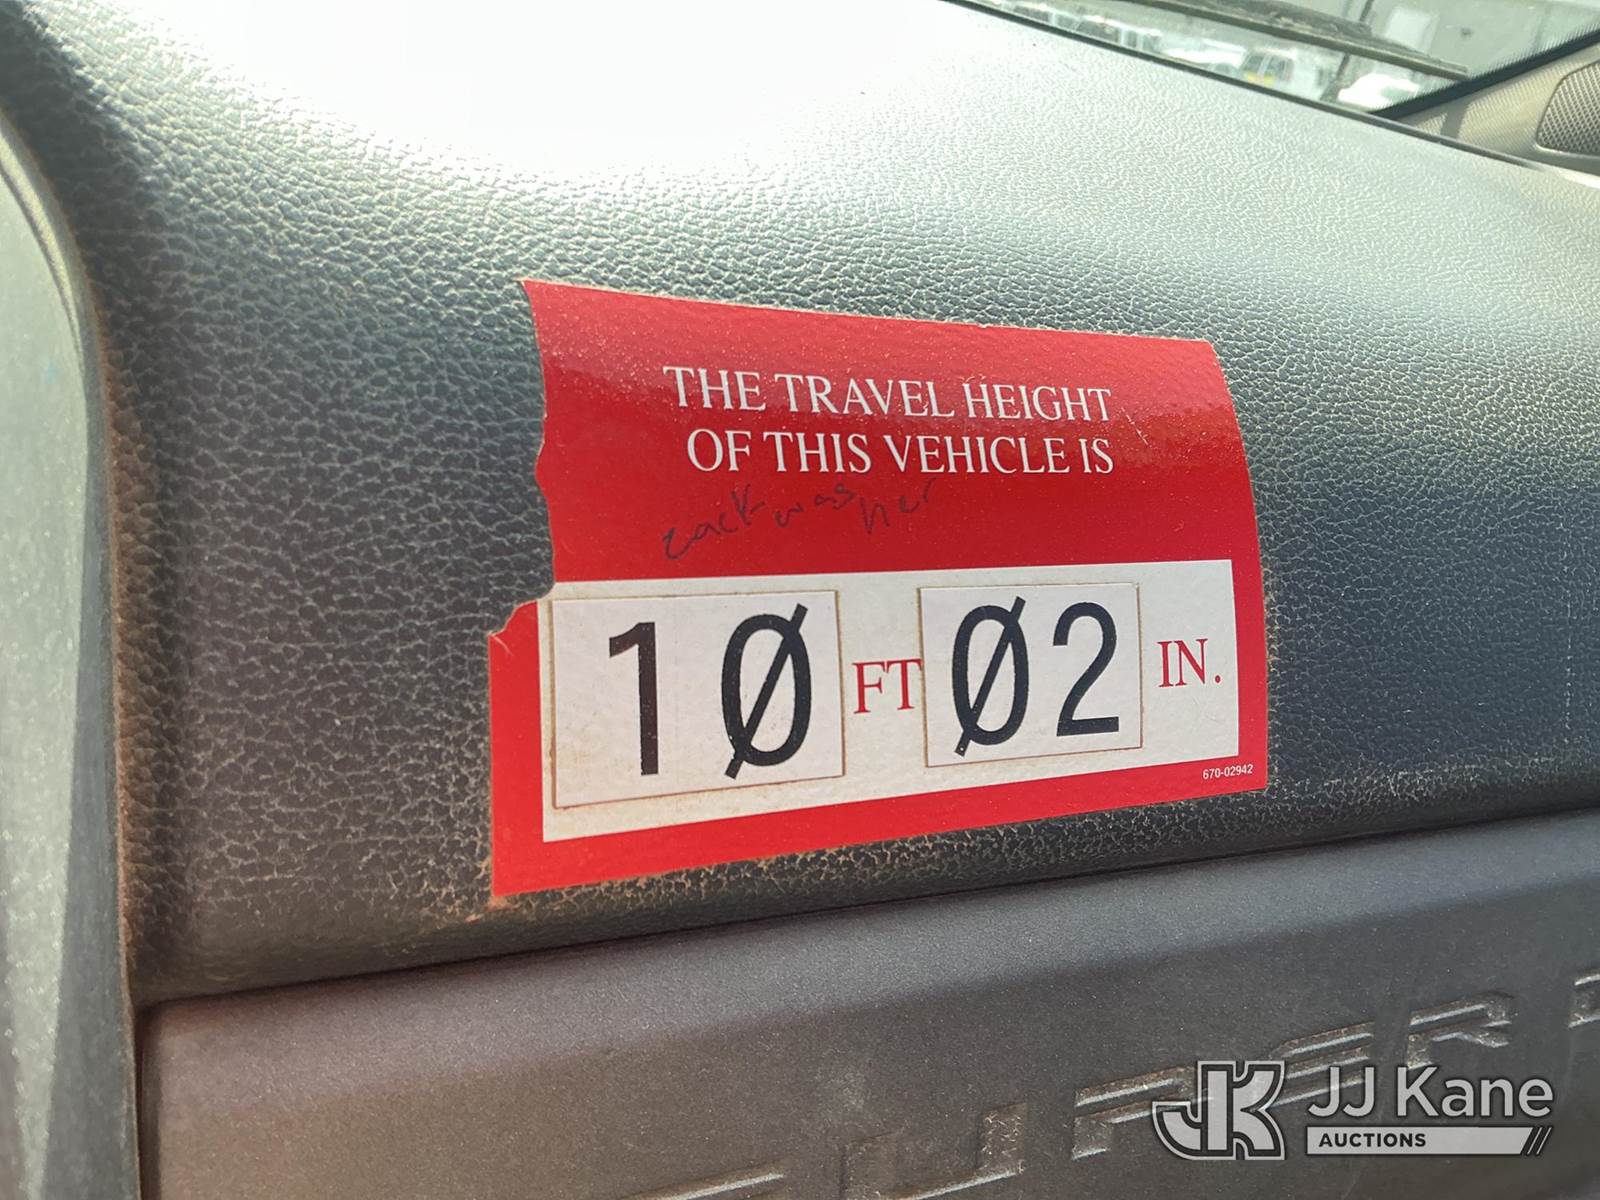 THE TRAVEL HEIGHT
OF THIS VEHICLE IS
zack was her
10 FT 02 IN.
670-02942
SUPER D
JJ Kane
AUCTIONS